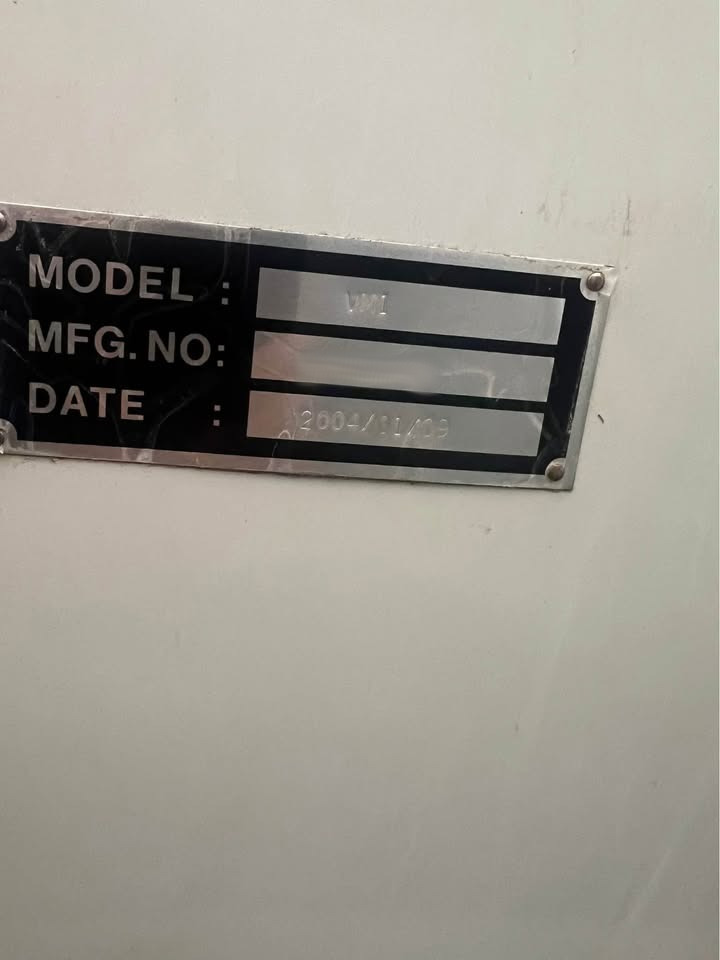 MODEL : VM1
MFG. NO:
DATE : 2004/11/09